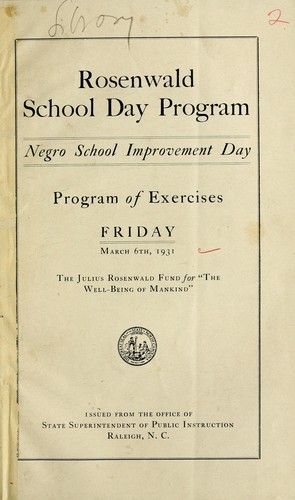 Library
2
Rosenwald
School Day Program
Negro School Improvement Day
Program of Exercises
FRIDAY
March 6th, 1931
The Julius Rosenwald Fund for "The
Well-Being of Mankind"
ISSUED FROM THE OFFICE OF
State Superintendent of Public Instruction
Raleigh, N. C.